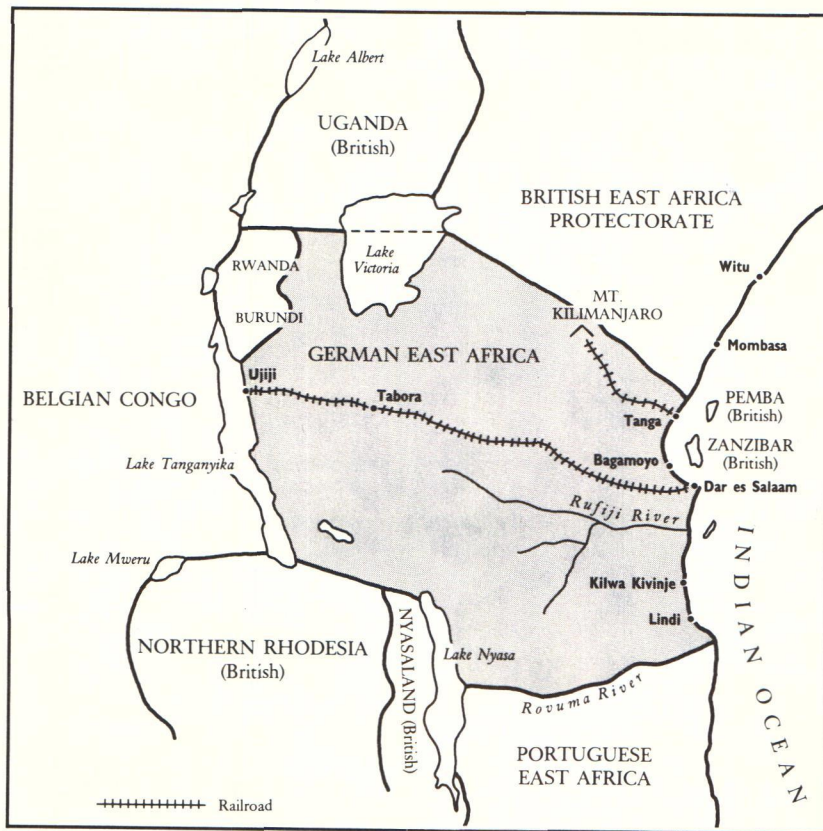 Lake Albert
UGANDA
(British)
BRITISH EAST AFRICA
PROTECTORATE
Lake
Victoria
RWANDA
BURUNDI
Witu
MT.
KILIMANJARO
Mombasa
GERMAN EAST AFRICA
Ujiji
BELGIAN CONGO
Tabora
Tanga
PEMBA
(British)
ZANZIBAR
(British)
Lake Tanganyika
Bagamoyo
Dar es Salaam
Rufiji River
INDIAN OCEAN
Lake Mweru
Kilwa Kivinje
Lindi
NORTHERN RHODESIA
(British)
NYASALAND (British)
Lake Nyasa
Rovuma River
PORTUGUESE
EAST AFRICA
Railroad